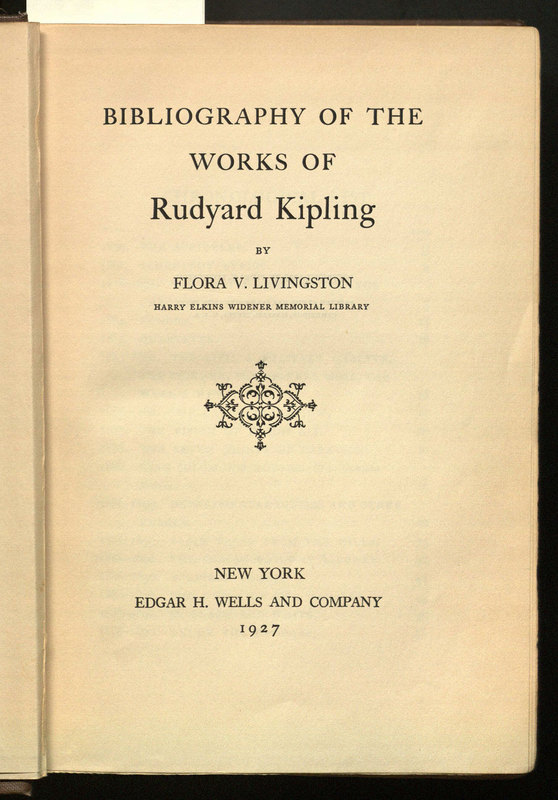 BIBLIOGRAPHY OF THE
WORKS OF
Rudyard Kipling
BY
FLORA V. LIVINGSTON
HARRY ELKINS WIDENER MEMORIAL LIBRARY
NEW YORK
EDGAR H. WELLS AND COMPANY
1927